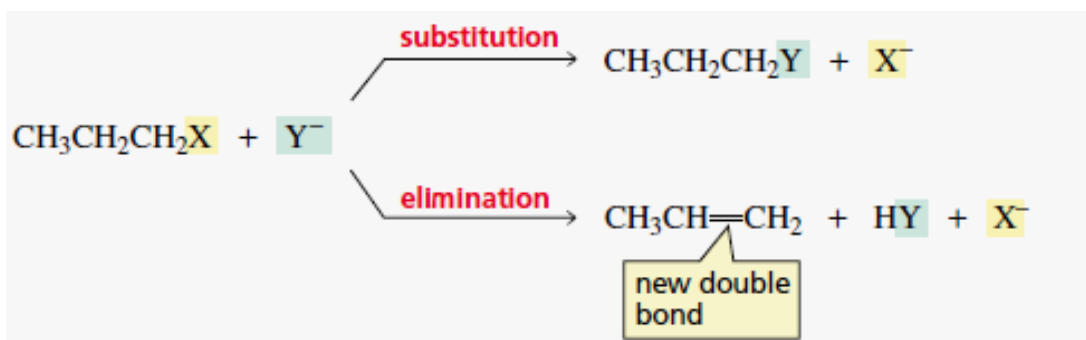 substitution
CH₃CH₂CH₂Y + X⁻
CH₃CH₂CH₂X + Y⁻
elimination
CH₃CH=CH₂ + HY + X⁻
new double
bond